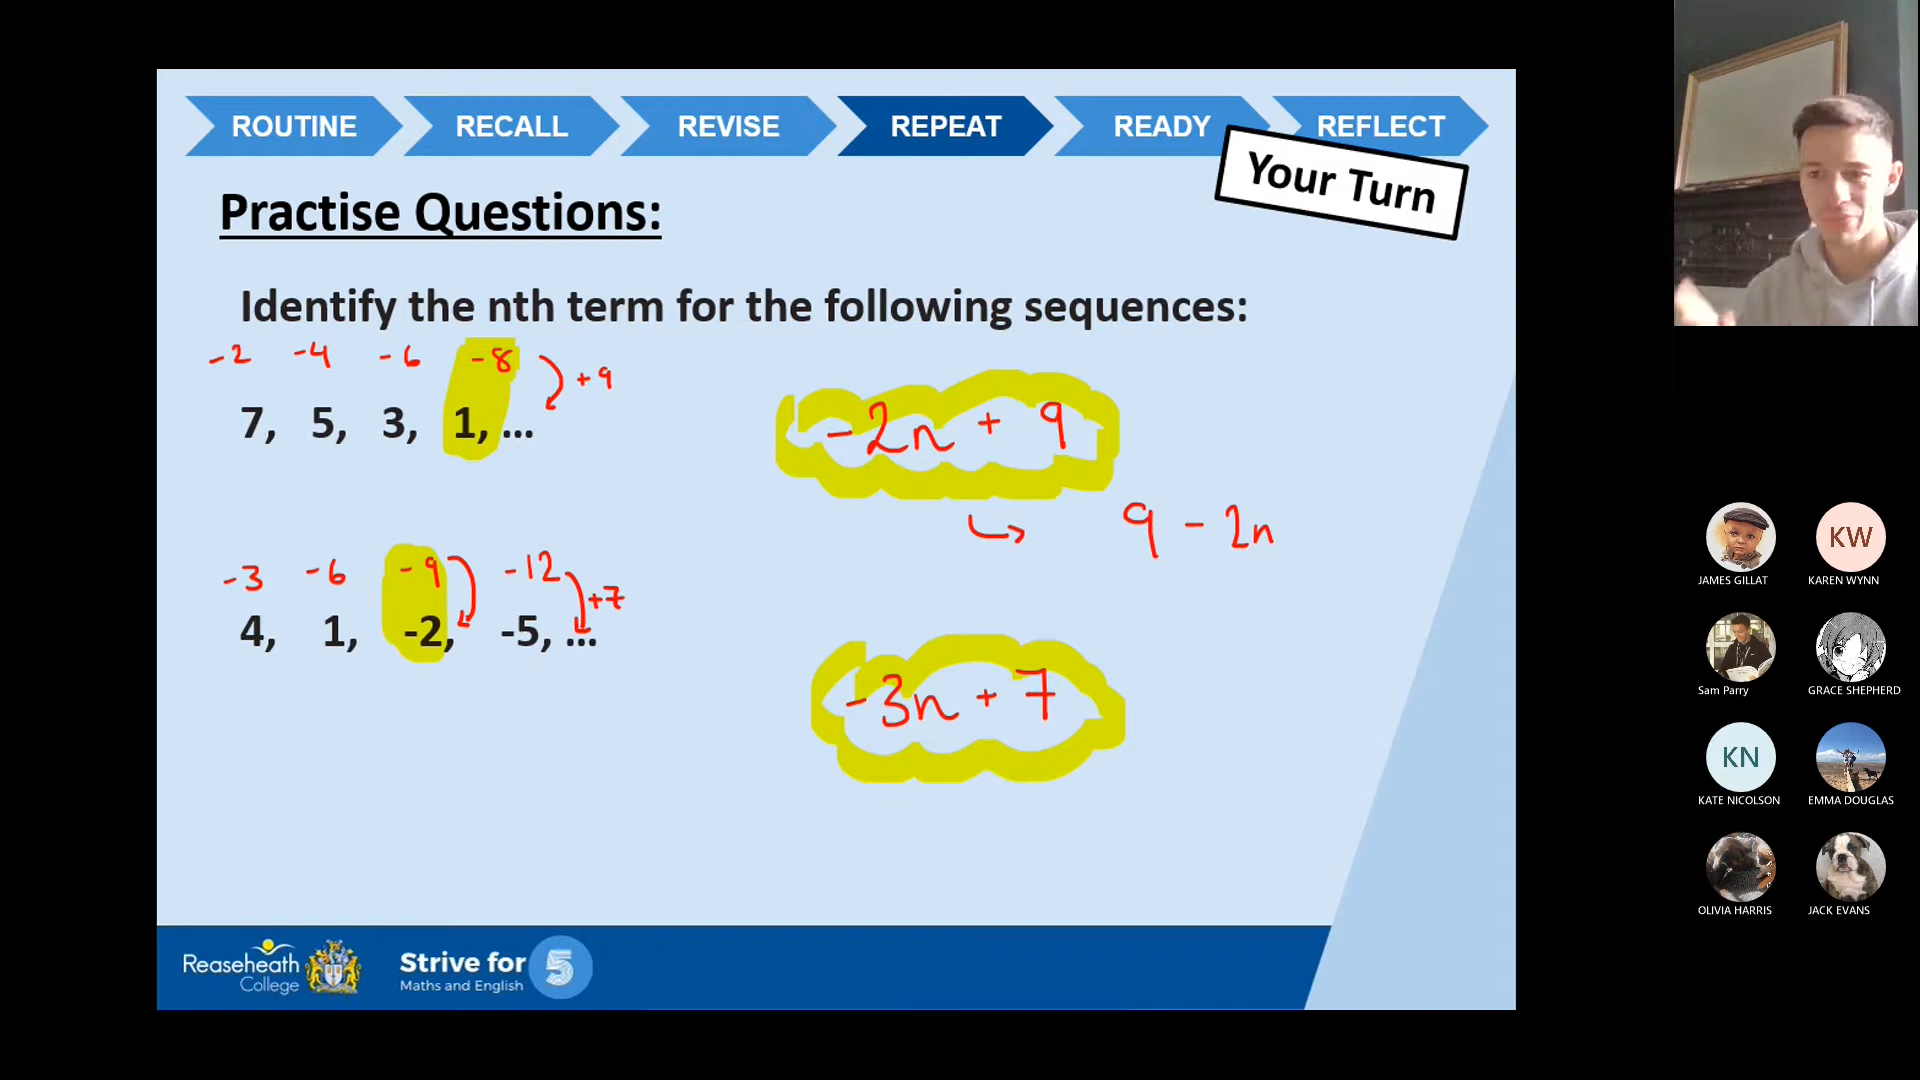 ROUTINE RECALL REVISE REPEAT READY REFLECT
Your Turn
Practise Questions:
Identify the nth term for the following sequences:
-2 -4 -6 -8 +9
7, 5, 3, 1, ...
-2n + 9
9 - 2n
-3 -6 -9 -12 +7
4, 1, -2, -5, ...
-3n + 7
Reaseheath
College
Strive for 5
Maths and English
JAMES GILLAT
KW
KAREN WYNN
Sam Parry
GRACE SHEPHERD
KN
KATE NICOLSON
EMMA DOUGLAS
OLIVIA HARRIS
JACK EVANS